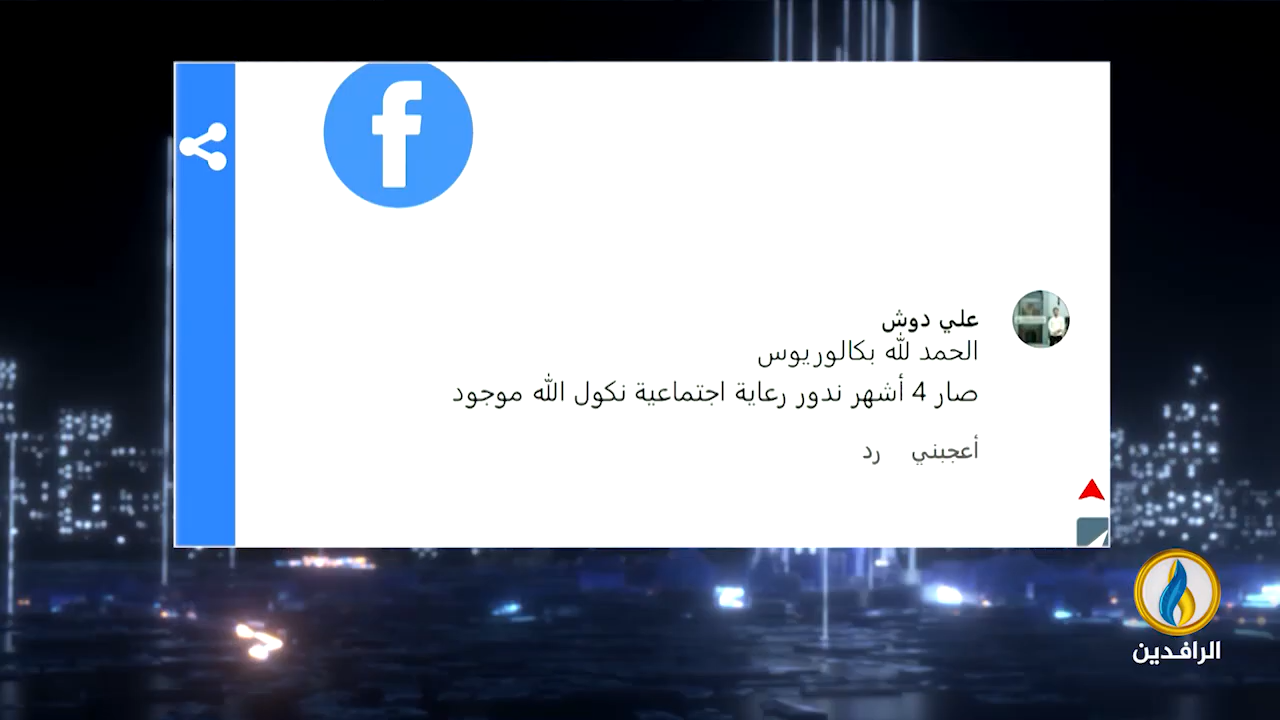 علي دوش
الحمد لله بكالوريوس
صار 4 أشهر ندور رعاية اجتماعية نكول الله موجود
أعجبني رد
الرافدين